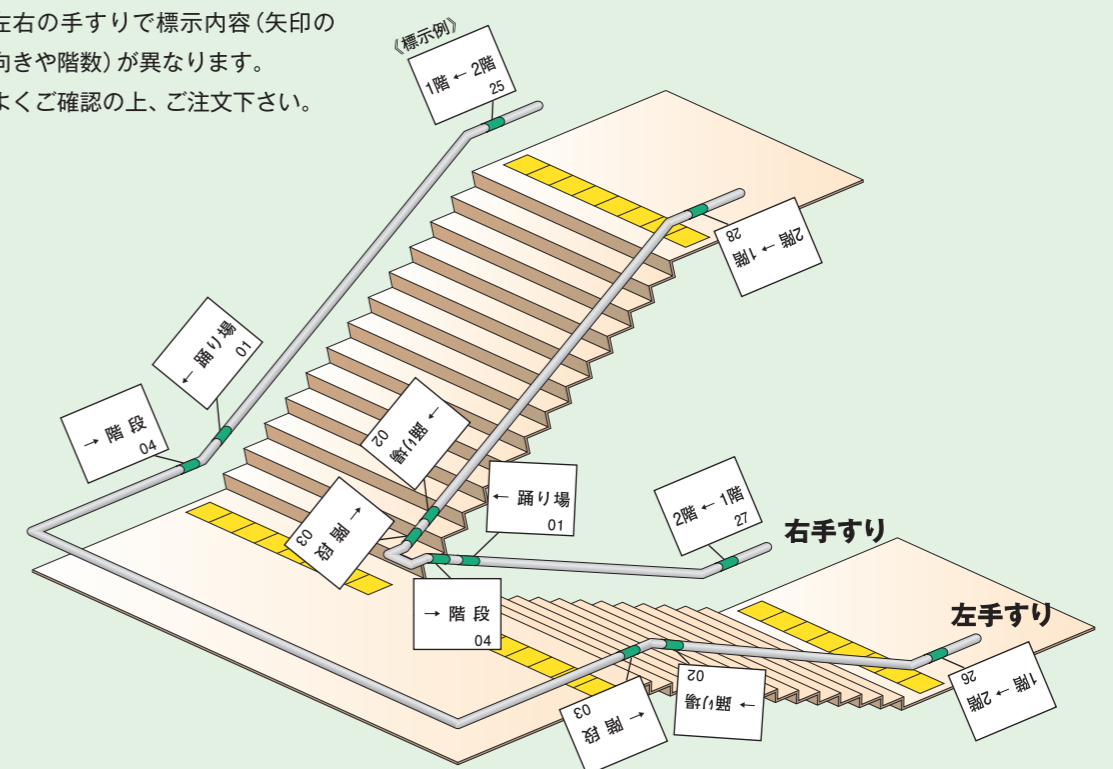 左右の手すりで標示内容（矢印の
向きや階数）が異なります。
よくご確認の上、ご注文下さい。
《標示例》
1階 ← 2階
25
2階 → 1階
28
← 踊り場
01
→ 階段
04
→ 踊り場
02
← 階段
03
← 踊り場
01
→ 階段
04
2階 ← 1階
27
右手すり
左手すり
1階 → 2階
26
→ 踊り場
02
← 階段
03